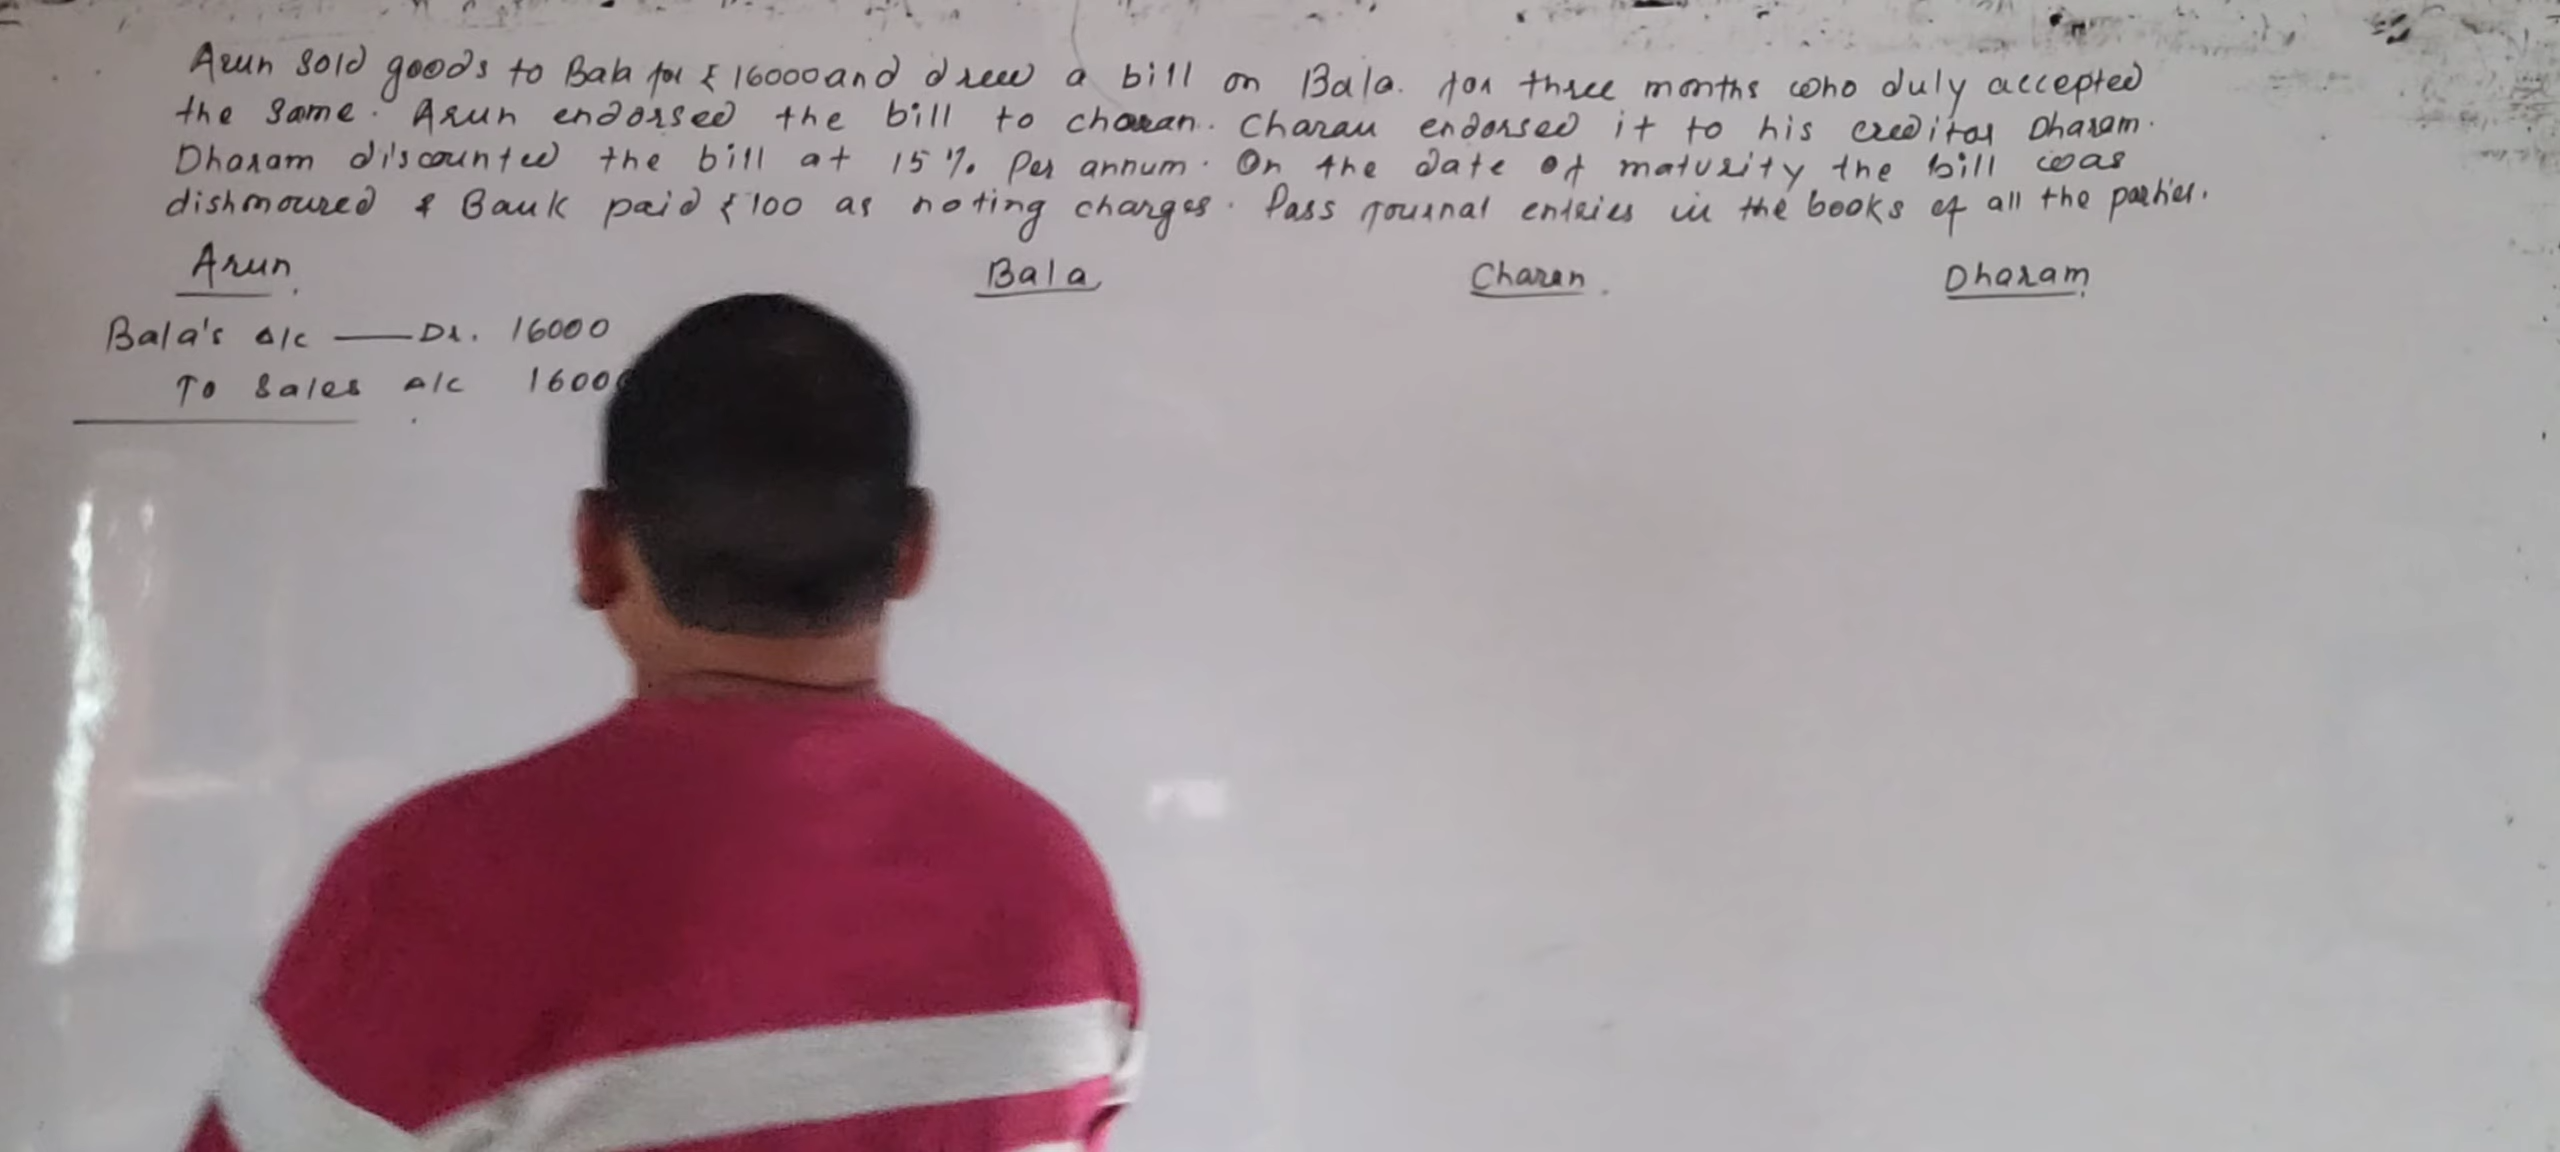 Arun sold goods to Bala for ₹ 16000 and drew a bill on Bala. for three months who duly accepted
the same. Arun endorsed the bill to charan. Charan endorsed it to his creditor Dharam.
Dharam discounted the bill at 15 % Per annum. On the date of maturity the bill was
dishnoured & Bank paid ₹ 100 as noting charges. Pass journal entries in the books of all the parties.
Arun Bala Charan Dharam
Bala's a/c — Dr. 16000
To Sales a/c 1600